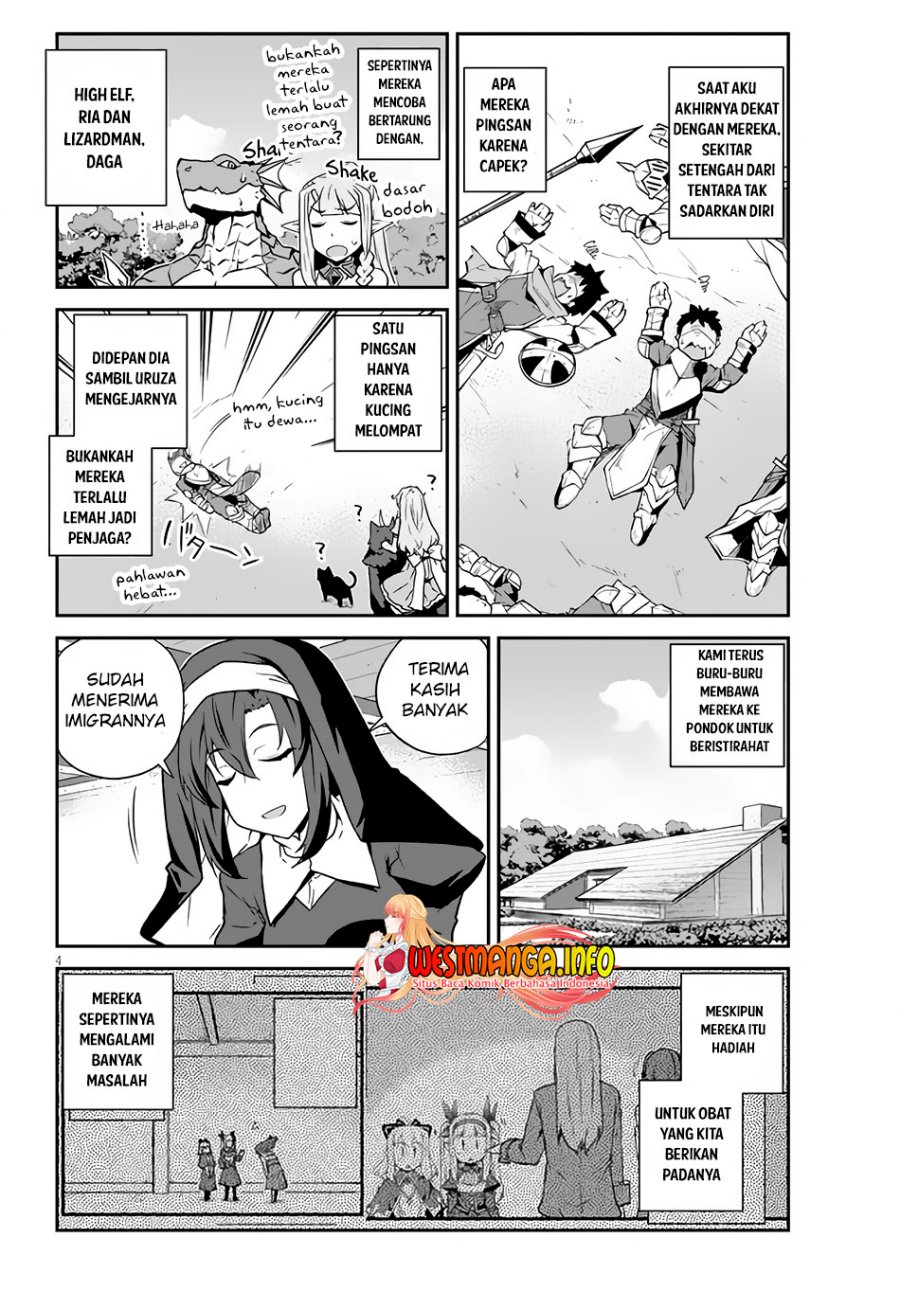 SAAT AKU
AKHIRNYA DEKAT
DENGAN MEREKA,
SEKITAR
SETENGAH DARI
TENTARA TAK
SADARKAN DIRI
APA
MEREKA
PINGSAN
KARENA
CAPEK?
SEPERTINYA
MEREKA
MENCOBA
BERTARUNG
DENGAN,
bukankah
mereka
terlalu
lemah buat
seorang
tentara?
HIGH ELF,
RIA DAN
LIZARDMAN,
DAGA
Sha
Shake
dasar
bodoh
Hahaha
SATU
PINGSAN
HANYA
KARENA
KUCING
MELOMPAT
DIDEPAN DIA
SAMBIL URUZA
MENGEJARNYA
hmm, kucing
itu dewa...
BUKANKAH
MEREKA
TERLALU
LEMAH JADI
PENJAGA?
バターン
?
?
?
pahlawan
hebat...
KAMI TERUS
BURU-BURU
MEMBAWA
MEREKA KE
PONDOK UNTUK
BERISTIRAHAT
TERIMA
KASIH
BANYAK
SUDAH
MENERIMA
IMIGRANNYA
4
WESTMANGA.INFO
Situs Baca Komik Berbahasa Indonesia
MESKIPUN
MEREKA ITU
HADIAH
UNTUK OBAT
YANG KITA
BERIKAN
PADANYA
MEREKA
SEPERTINYA
MENGALAMI
BANYAK
MASALAH